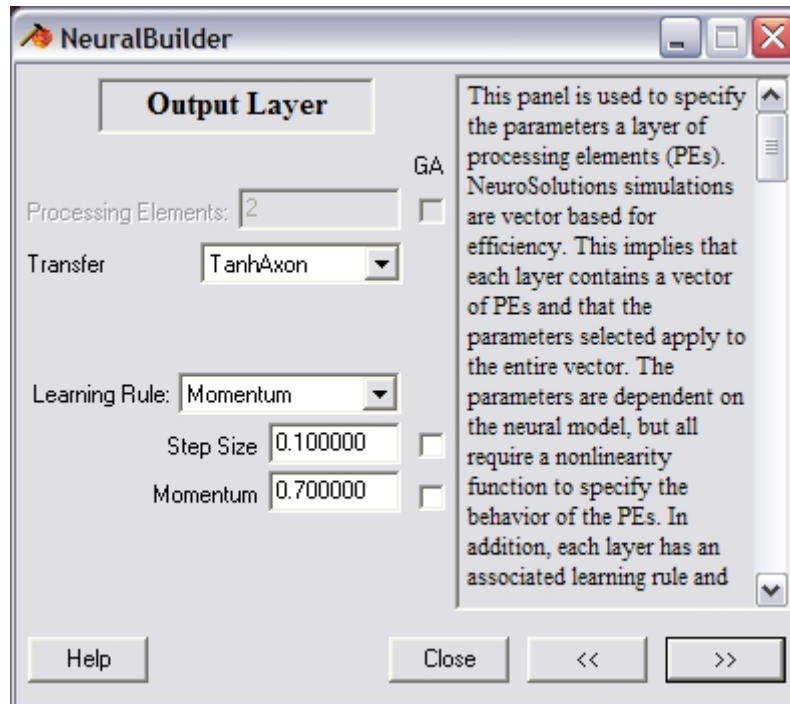 NeuralBuilder
Output Layer
GA
Processing Elements: 2
Transfer TanhAxon
Learning Rule: Momentum
Step Size 0.100000
Momentum 0.700000
This panel is used to specify
the parameters a layer of
processing elements (PEs).
NeuroSolutions simulations
are vector based for
efficiency. This implies that
each layer contains a vector
of PEs and that the
parameters selected apply to
the entire vector. The
parameters are dependent on
the neural model, but all
require a nonlinearity
function to specify the
behavior of the PEs. In
addition, each layer has an
associated learning rule and
Help Close << >>